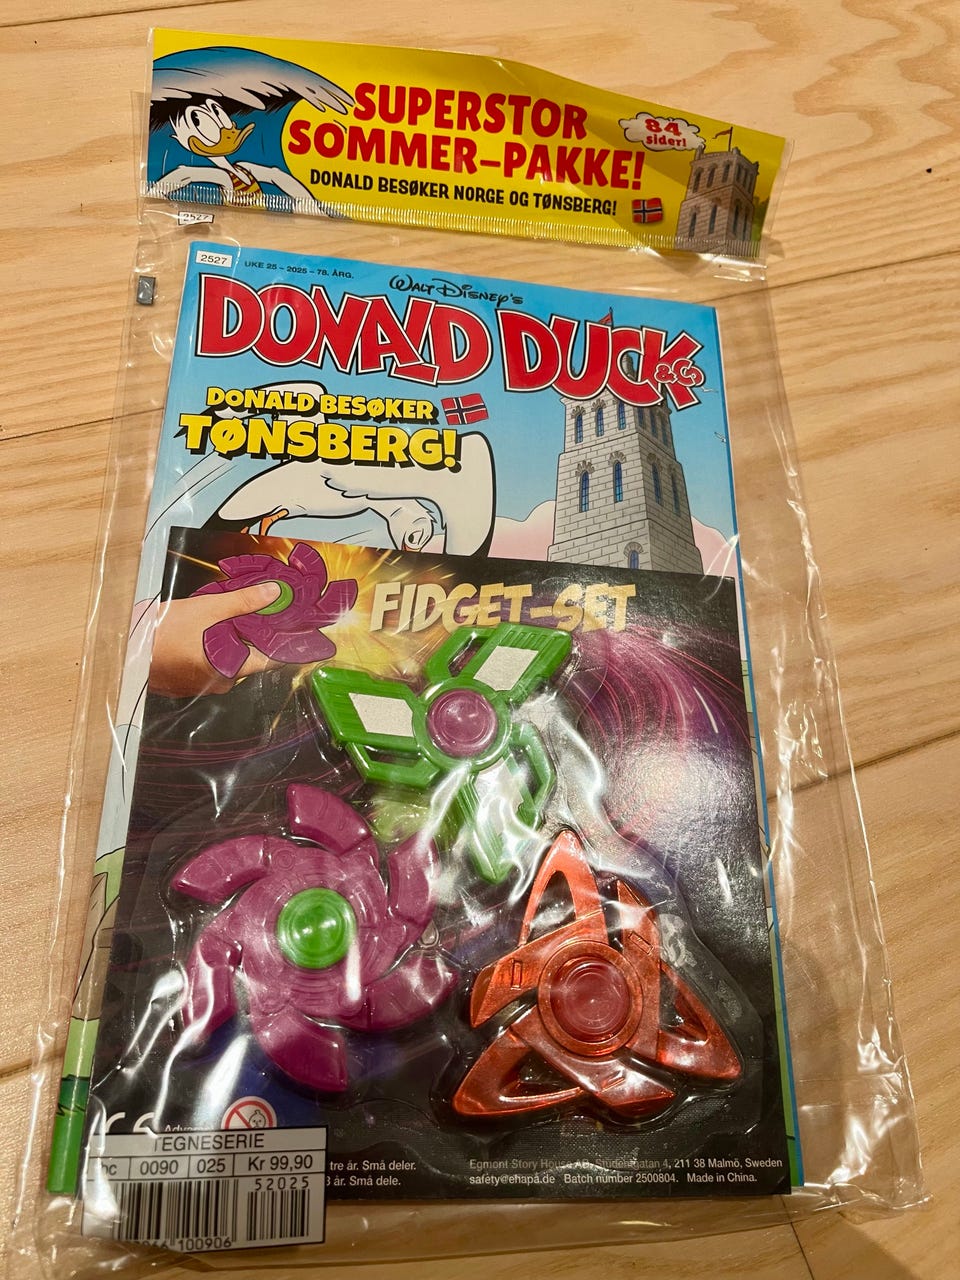 SUPERSTOR
SOMMER-PAKKE!
84
sider!
DONALD BESØKER NORGE OG TØNSBERG!
2527
2527
UKE 25 – 2025 – 78. ÅRG.
WALT DISNEY'S
DONALD DUCK
&CO
DONALD BESØKER
TØNSBERG!
FIDGET-SET
CE
TEGNESERIE
bc 0090 025 Kr 99,90
52025
100906
tre år. Små deler.
3 år. Små dele.
Egmont Story House AB, Studentgatan 4, 211 38 Malmö, Sweden
safety@ehapa.de Batch number 2500804. Made in China.